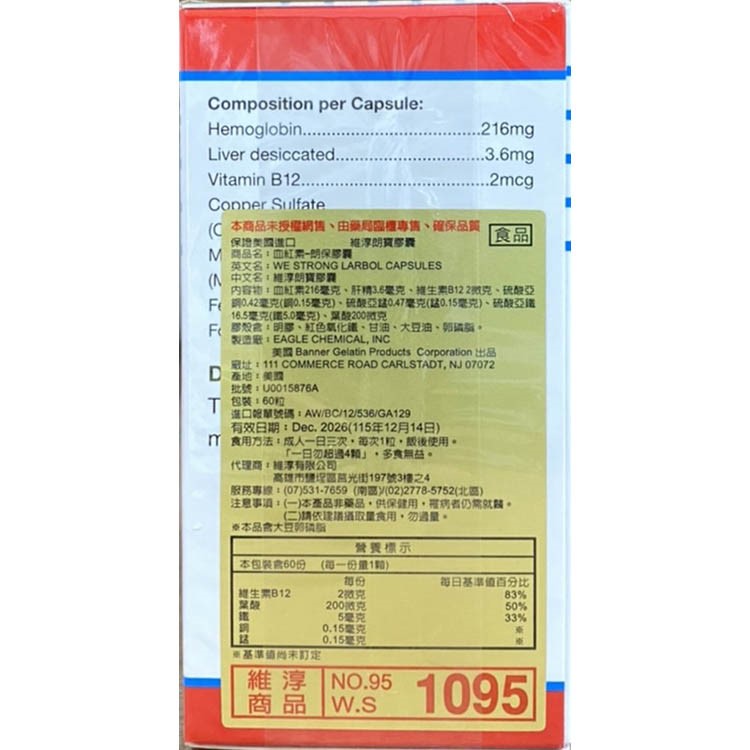 Composition per Capsule:
Hemoglobin......................................216mg
Liver desiccated................................3.6mg
Vitamin B12........................................2mcg
Copper Sulfate
(C
M
(M
Fe
Fo
D
T
m
本商品未授權網售、由藥局臨櫃專售、確保品質
食品
保證美國進口 維淳朗寶膠囊
商品名：血紅素-朗保膠囊
英文名：WE STRONG LARBOL CAPSULES
中文名：維淳朗寶膠囊
內容物：血紅素216毫克、肝精3.6毫克、維生素B12 2微克、硫酸亞
銅0.42毫克(銅0.15毫克)、硫酸亞錳0.47毫克(錳0.15毫克)、硫酸亞鐵
16.5毫克(鐵5.0毫克)、葉酸200微克
膠殼含：明膠、紅色氧化鐵、甘油、大豆油、卵磷脂。
製造廠：EAGLE CHEMICAL, INC
美國 Banner Gelatin Products Corporation 出品
廠址：111 COMMERCE ROAD CARLSTADT, NJ 07072
產地：美國
批號：U0015876A
包裝：60粒
進口報單號碼：AW/BC/12/536/GA129
有效日期：Dec. 2026(115年12月14日)
食用方法：成人一日三次，每次1粒，飯後使用。
「一日勿超過4顆」，多食無益。
代理商：維淳有限公司
高雄市鹽埕區莒光街197號3樓之4
服務專線：(07)531-7659 (南區)/(02)2778-5752(北區)
注意事項：(一)本產品非藥品，供保健用，罹病者仍需就醫。
(二)請依建議攝取量食用，勿過量。
※本品含大豆卵磷脂
營養標示
本包裝含60份 (每一份量1顆)
每份 每日基準值百分比
維生素B12 2微克 83%
葉酸 200微克 50%
鐵 5毫克 33%
銅 0.15毫克 ※
錳 0.15毫克 ※
※基準值尚未訂定
維淳
商品
NO.95
W.S
1095